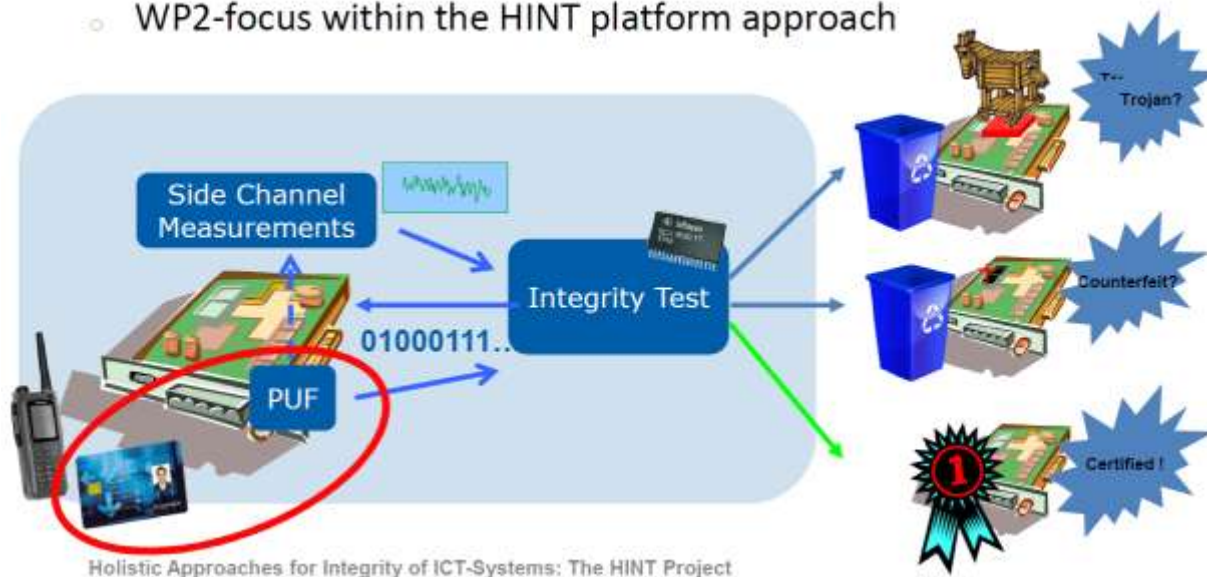 WP2-focus within the HINT platform approach
Trojan?
Side Channel
Measurements
Integrity Test
Counterfeit?
01000111..
PUF
1
Certified !
Holistic Approaches for Integrity of ICT-Systems: The HINT Project